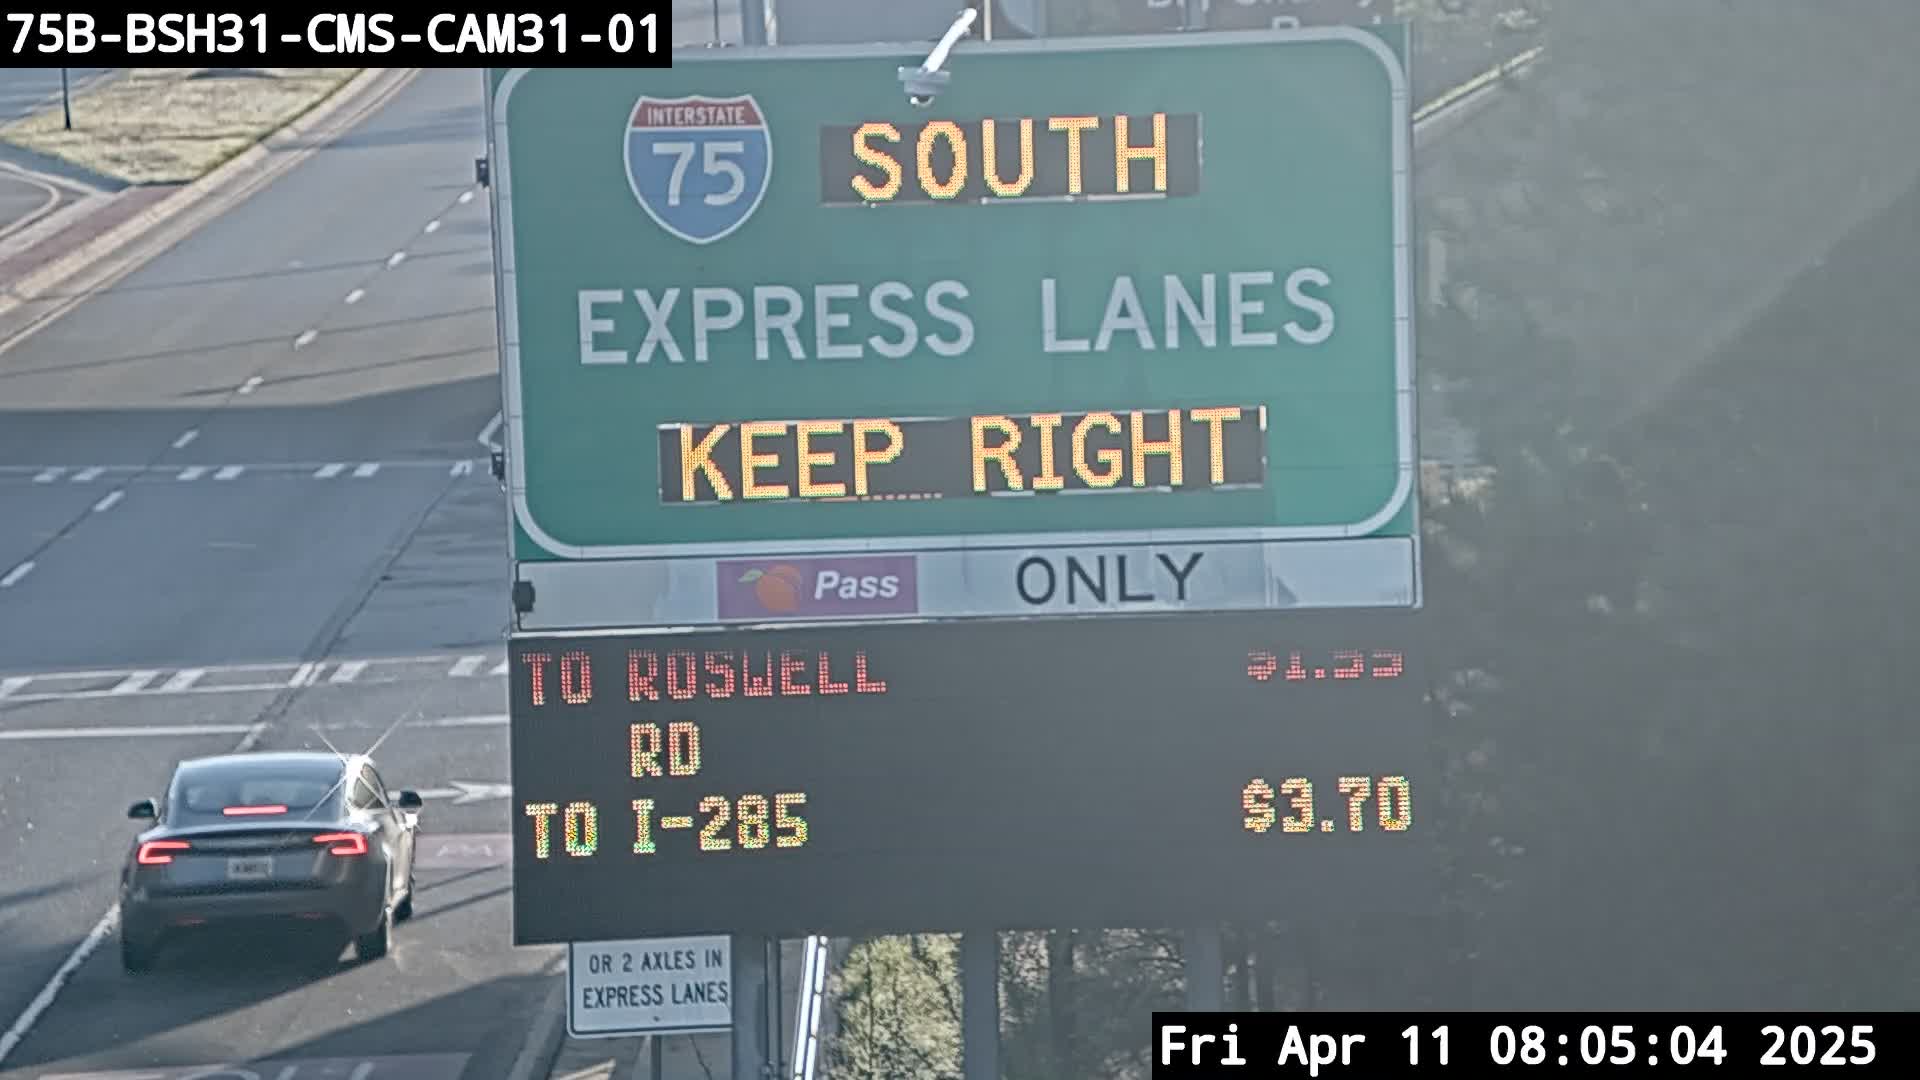 75B-BSH31-CMS-CAM31-01
INTERSTATE
75
SOUTH
EXPRESS LANES
KEEP RIGHT
Pass ONLY
TO ROSWELL
RD
TO I-285 $3.70
OR 2 AXLES IN
EXPRESS LANES
Fri Apr 11 08:05:04 2025